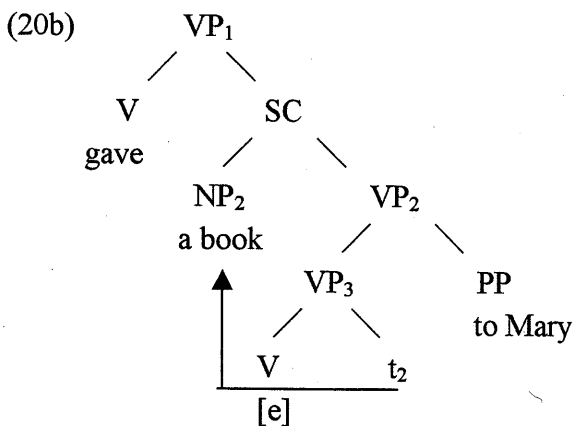 (20b) VP₁
V SC
gave
NP₂ VP₂
a book
VP₃ PP
to Mary
V t₂
[e]